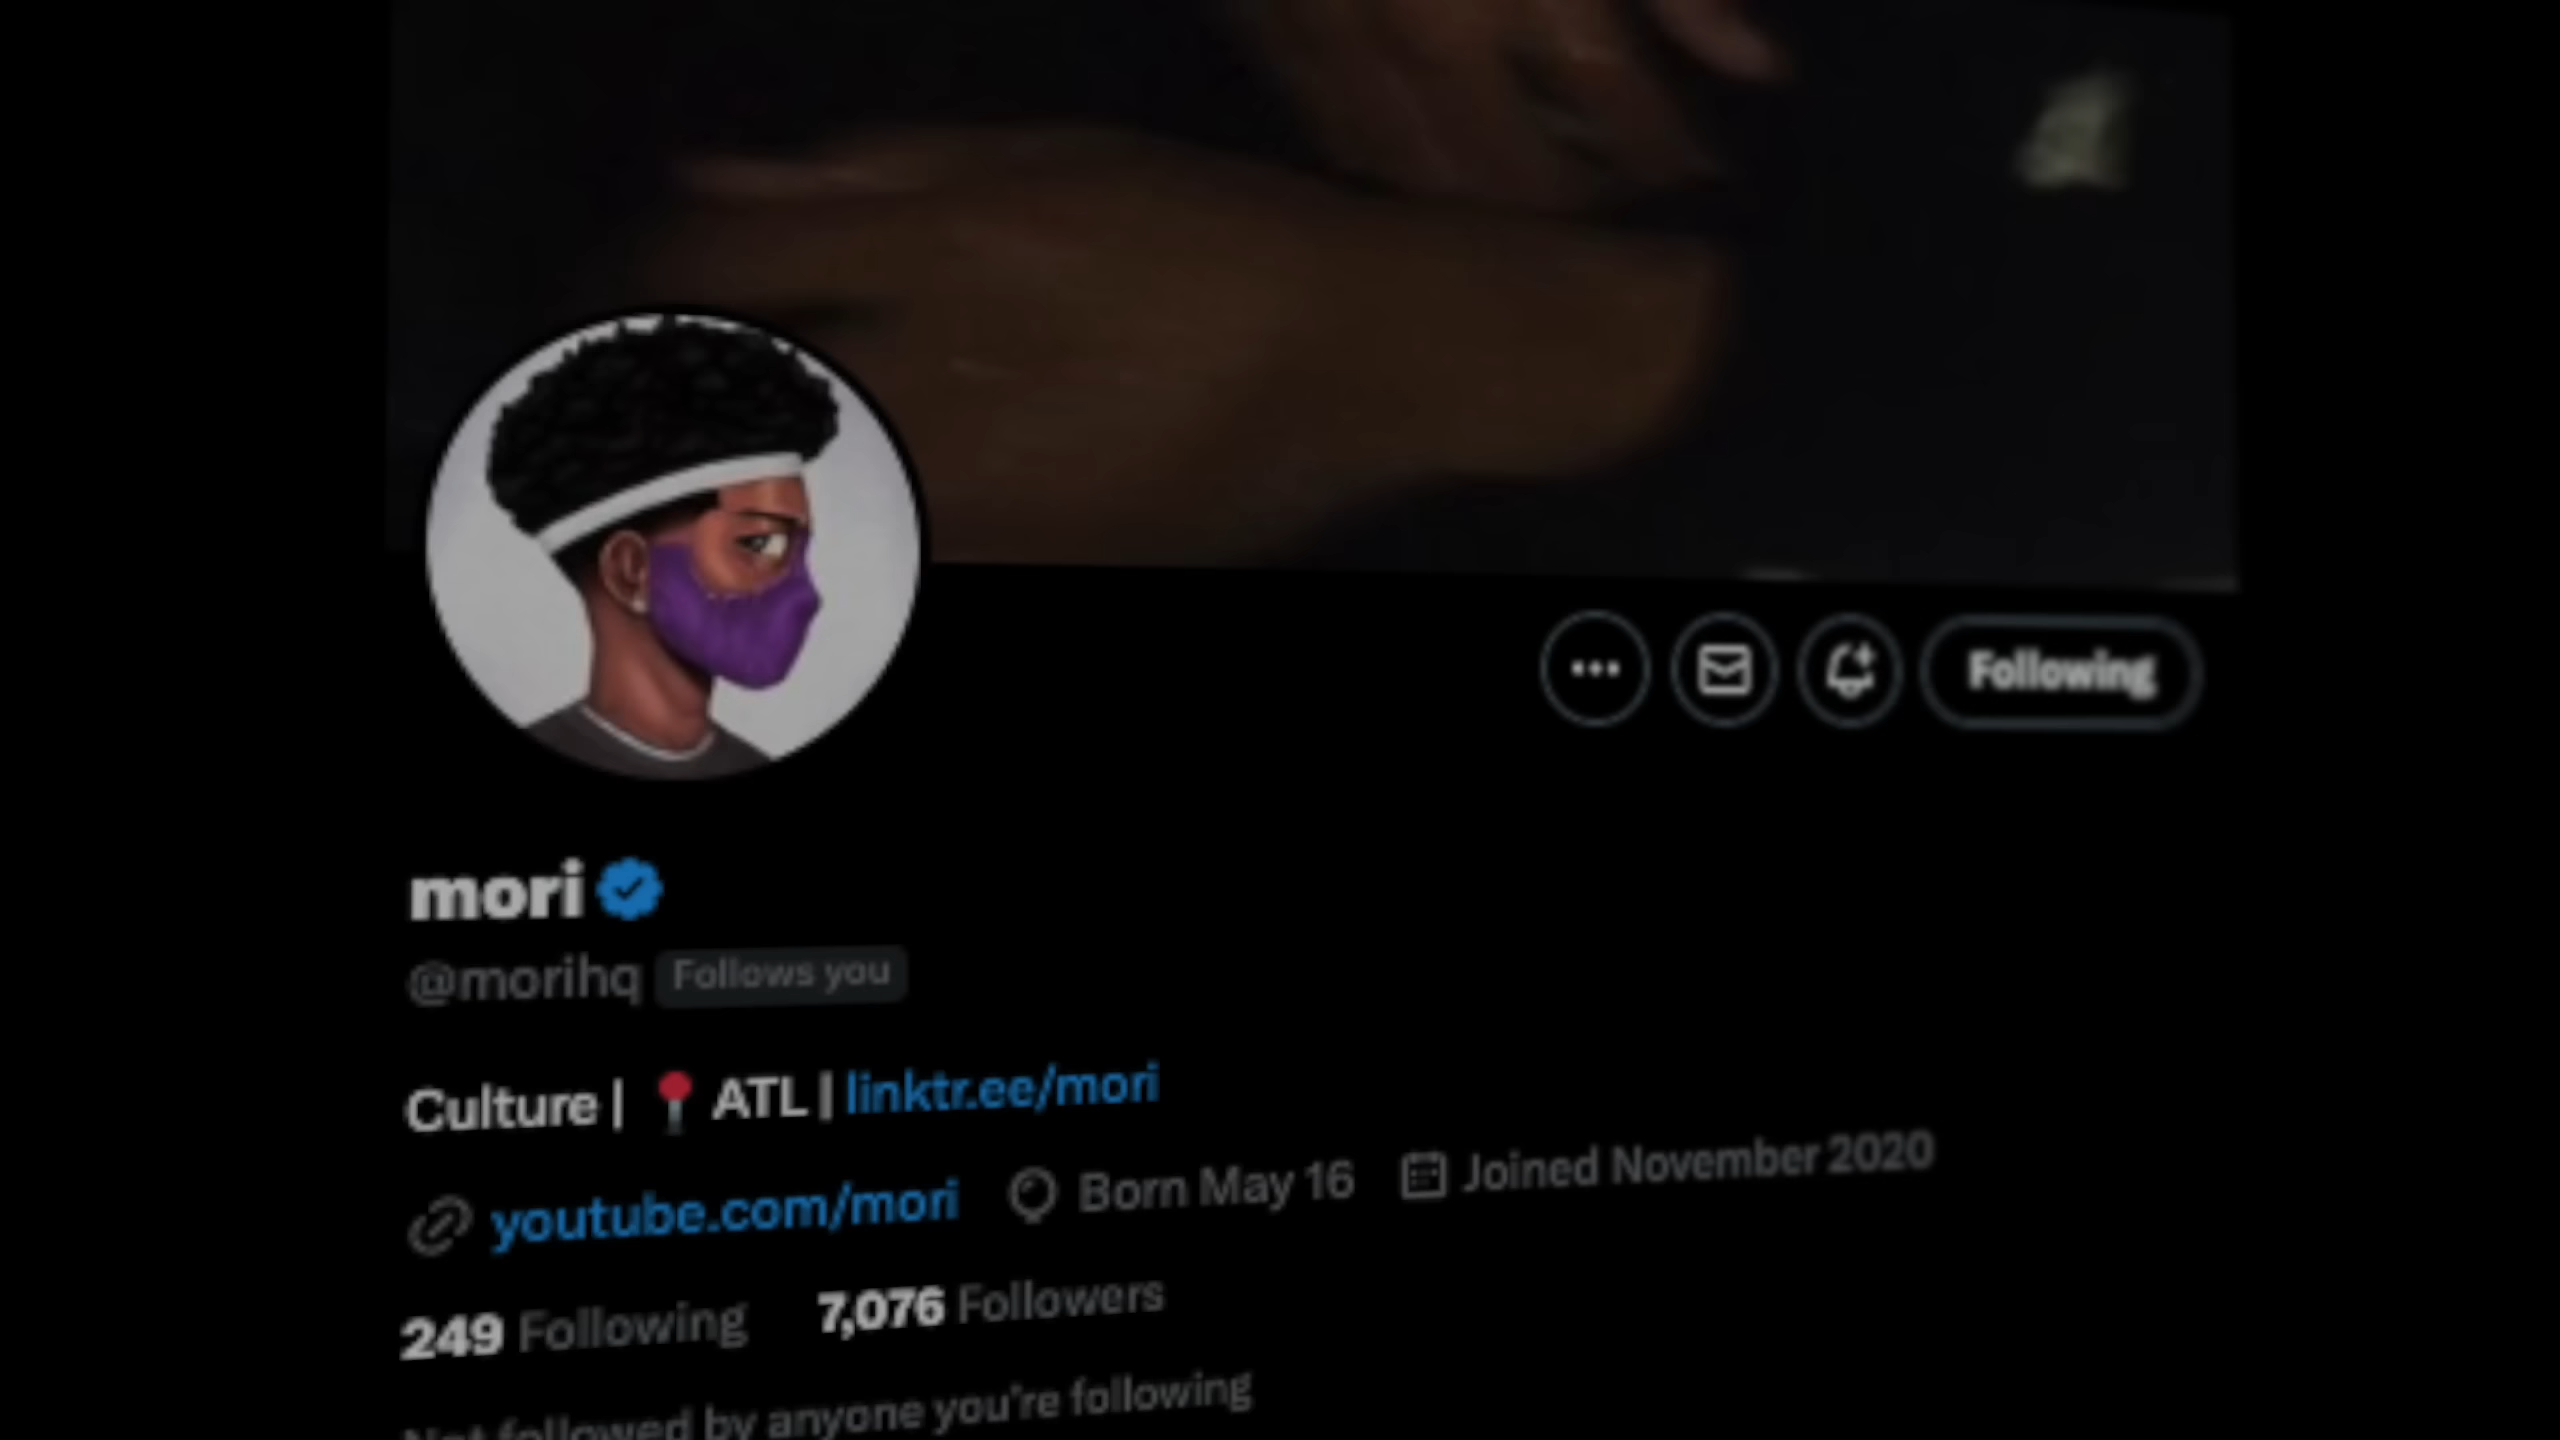 Following
mori
@morihq Follows you
Culture | 📍 ATL | linktr.ee/mori
youtube.com/mori Born May 16 Joined November 2020
249 Following 7,076 Followers
Not followed by anyone you're following